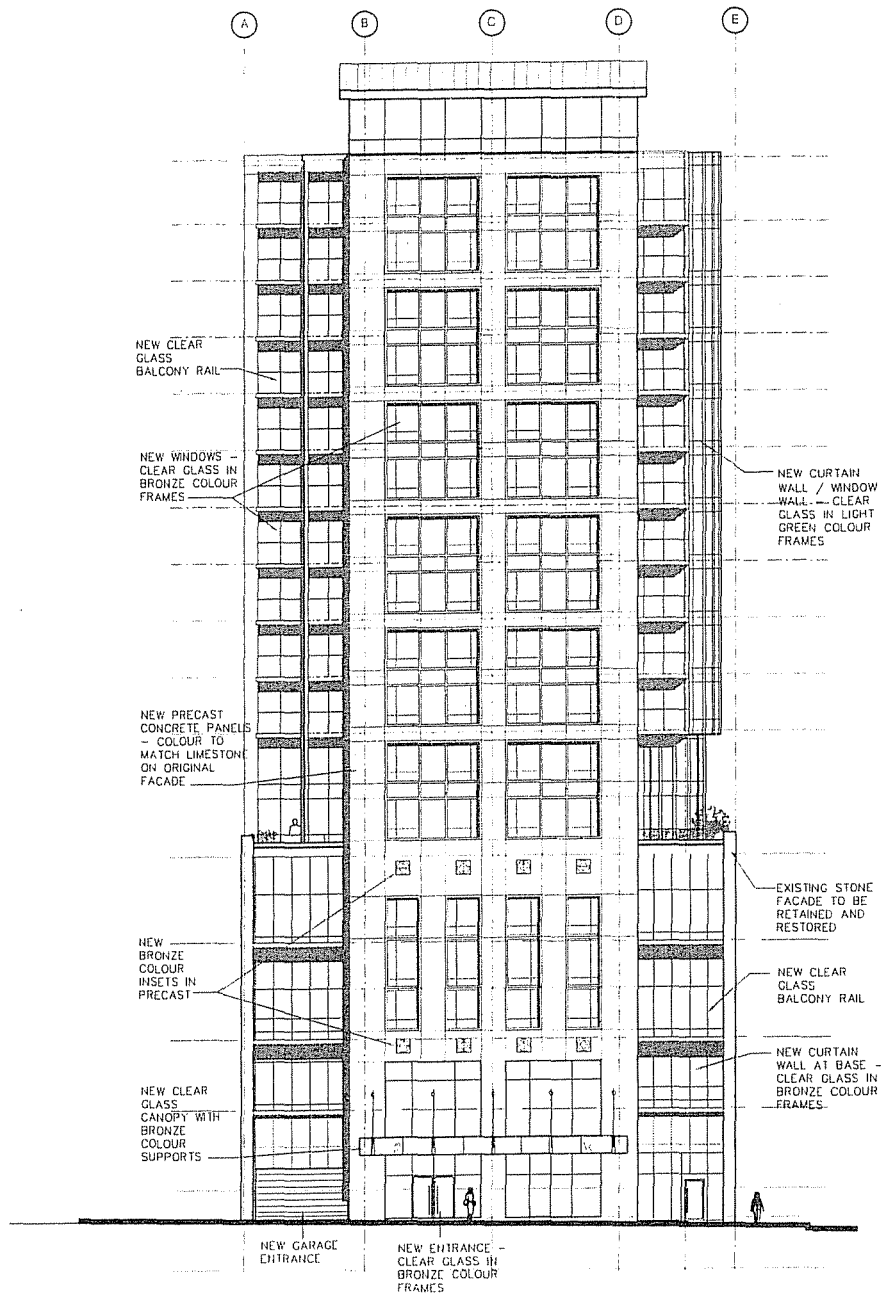 A
B
C
D
E
NEW CLEAR
GLASS
BALCONY RAIL
NEW WINDOWS -
CLEAR GLASS IN
BRONZE COLOUR
FRAMES
NEW CURTAIN
WALL / WINDOW
WALL - CLEAR
GLASS IN LIGHT
GREEN COLOUR
FRAMES
NEW PRECAST
CONCRETE PANELS
- COLOUR TO
MATCH LIMESTONE
ON ORIGINAL
FACADE
EXISTING STONE
FACADE TO BE
RETAINED AND
RESTORED
NEW
BRONZE
COLOUR
INSETS IN
PRECAST
NEW CLEAR
GLASS
BALCONY RAIL
NEW CURTAIN
WALL AT BASE -
CLEAR GLASS IN
BRONZE COLOUR
FRAMES
NEW CLEAR
GLASS
CANOPY WITH
BRONZE
COLOUR
SUPPORTS
NEW GARAGE
ENTRANCE
NEW ENTRANCE -
CLEAR GLASS IN
BRONZE COLOUR
FRAMES